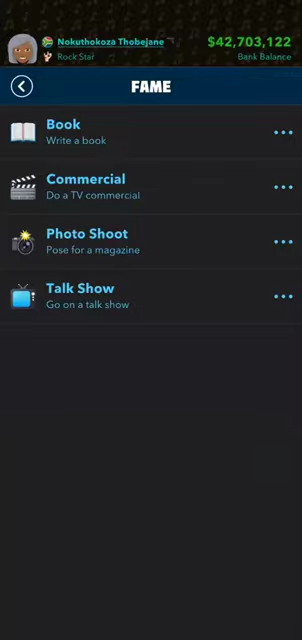 Nokuthokoza Thobejane
$42,703,122
Rock Star
Bank Balance
FAME
Book
Write a book
Commercial
Do a TV commercial
Photo Shoot
Pose for a magazine
Talk Show
Go on a talk show